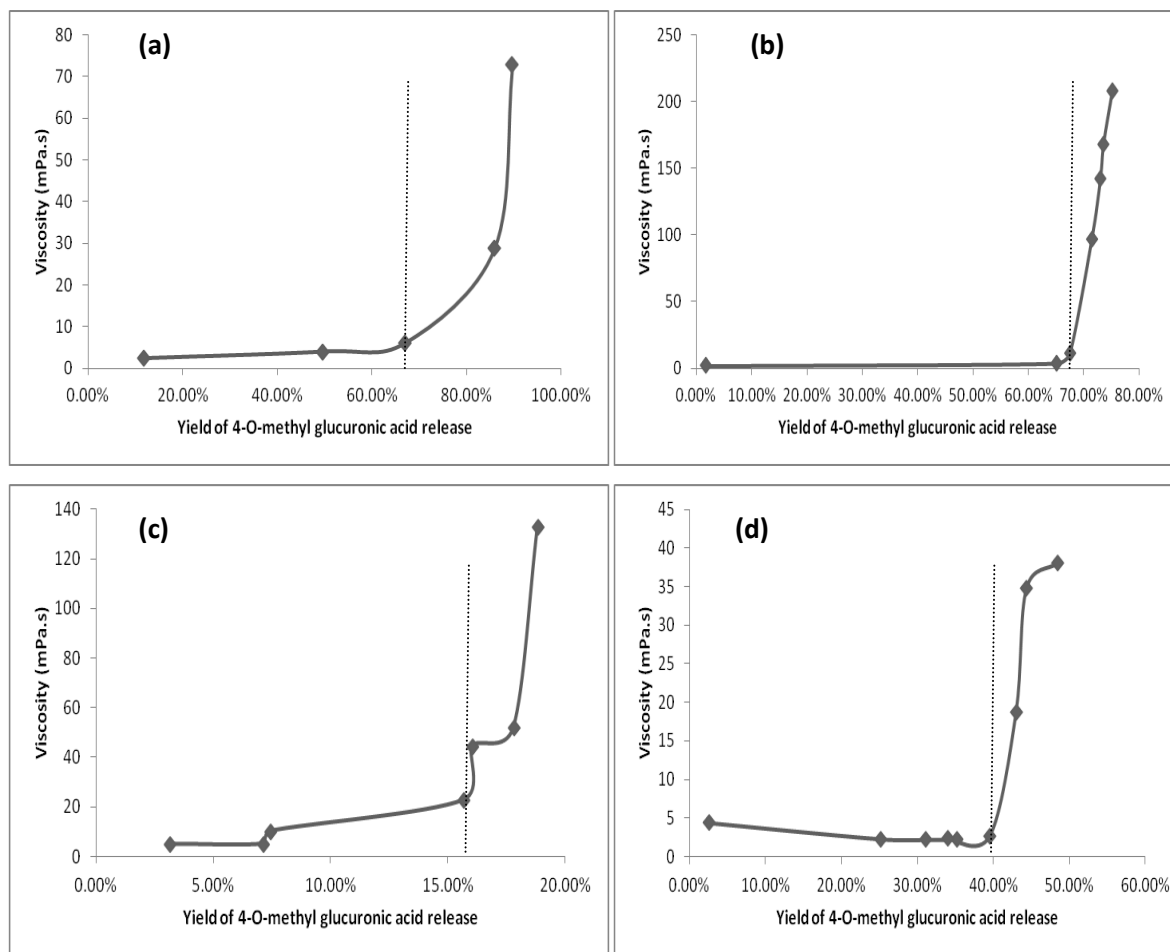 (a)
80
70
60
50
40
30
20
10
0
Viscosity (mPa.s)
0.00% 20.00% 40.00% 60.00% 80.00% 100.00%
Yield of 4-O-methyl glucuronic acid release
(b)
250
200
150
100
50
0
Viscosity (mPa.s)
0.00% 10.00% 20.00% 30.00% 40.00% 50.00% 60.00% 70.00% 80.00%
Yield of 4-O-methyl glucuronic acid release
(c)
140
120
100
80
60
40
20
0
Viscosity (mPa.s)
0.00% 5.00% 10.00% 15.00% 20.00%
Yield of 4-O-methyl glucuronic acid release
(d)
45
40
35
30
25
20
15
10
5
0
Viscosity (mPa.s)
0.00% 10.00% 20.00% 30.00% 40.00% 50.00% 60.00%
Yield of 4-O-methyl glucuronic acid release